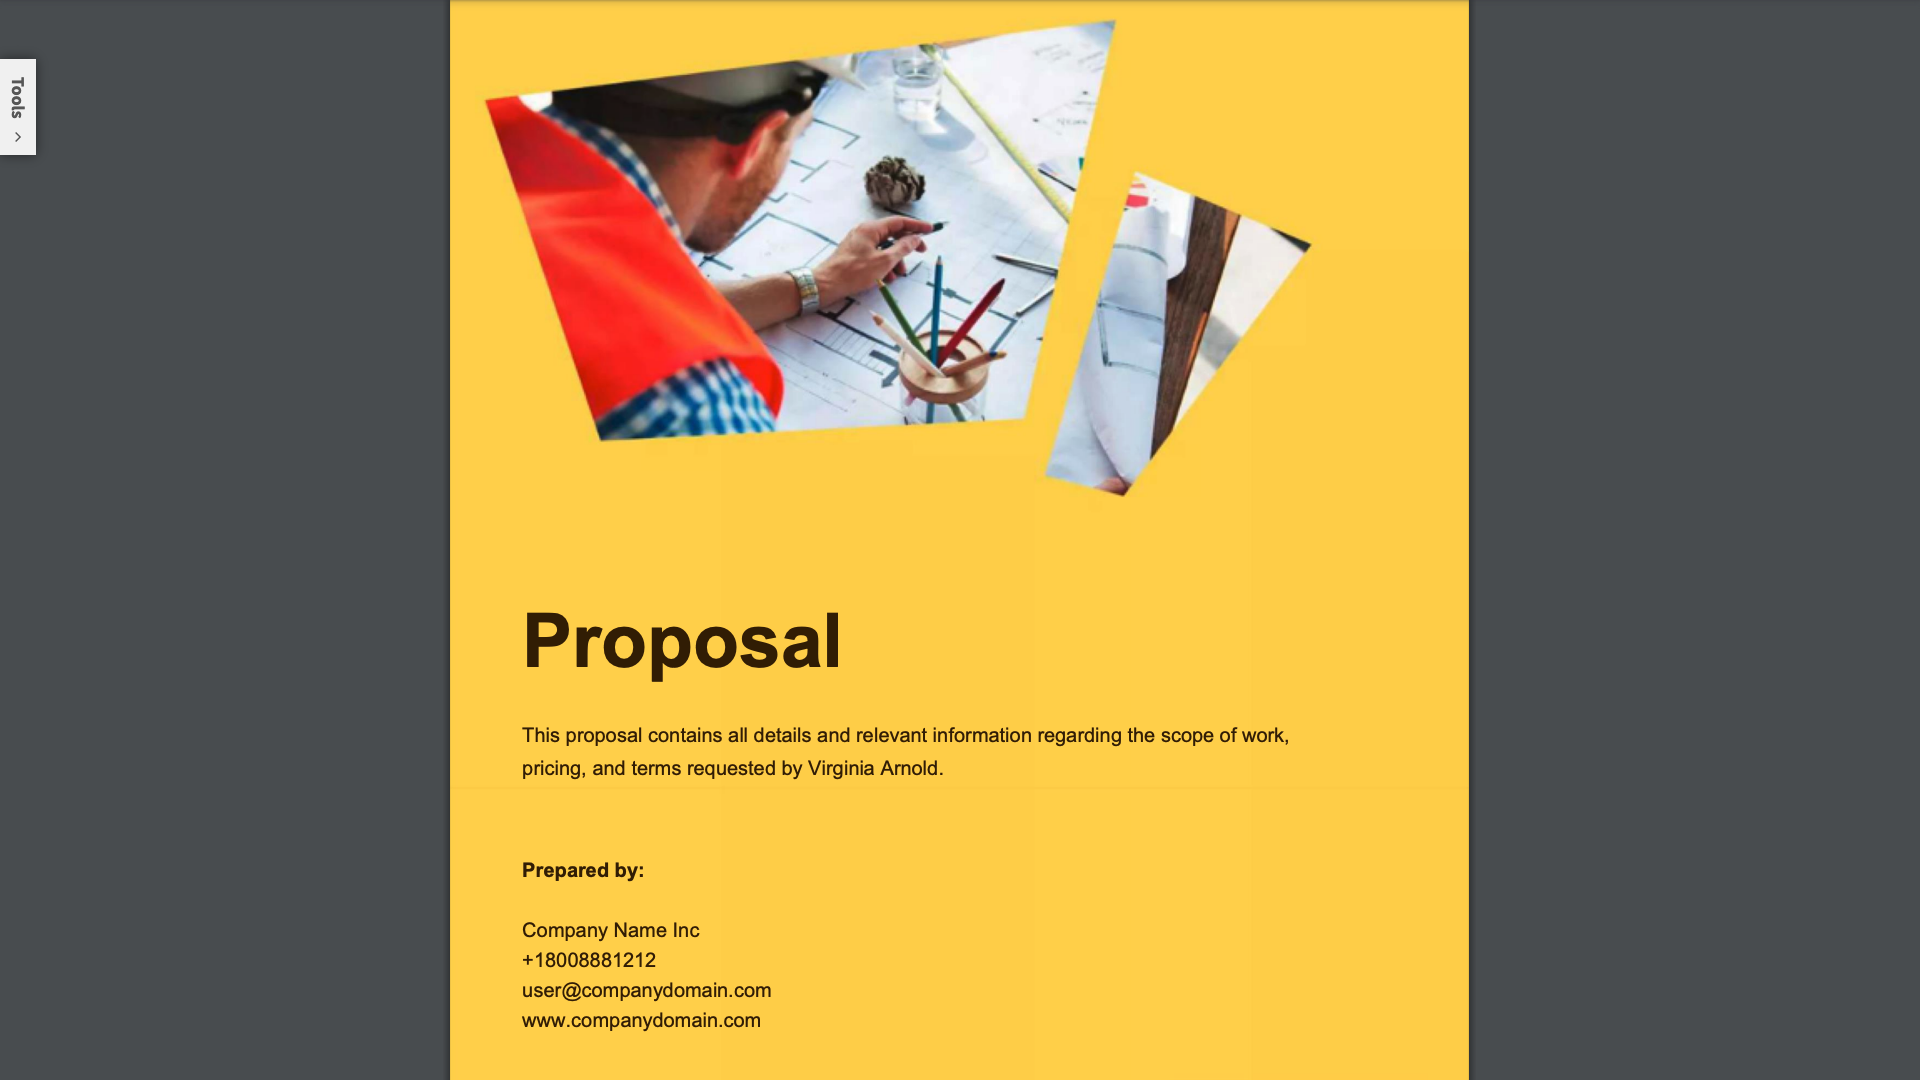 Tools
Proposal
This proposal contains all details and relevant information regarding the scope of work,
pricing, and terms requested by Virginia Arnold.
Prepared by:
Company Name Inc
+18008881212
user@companydomain.com
www.companydomain.com